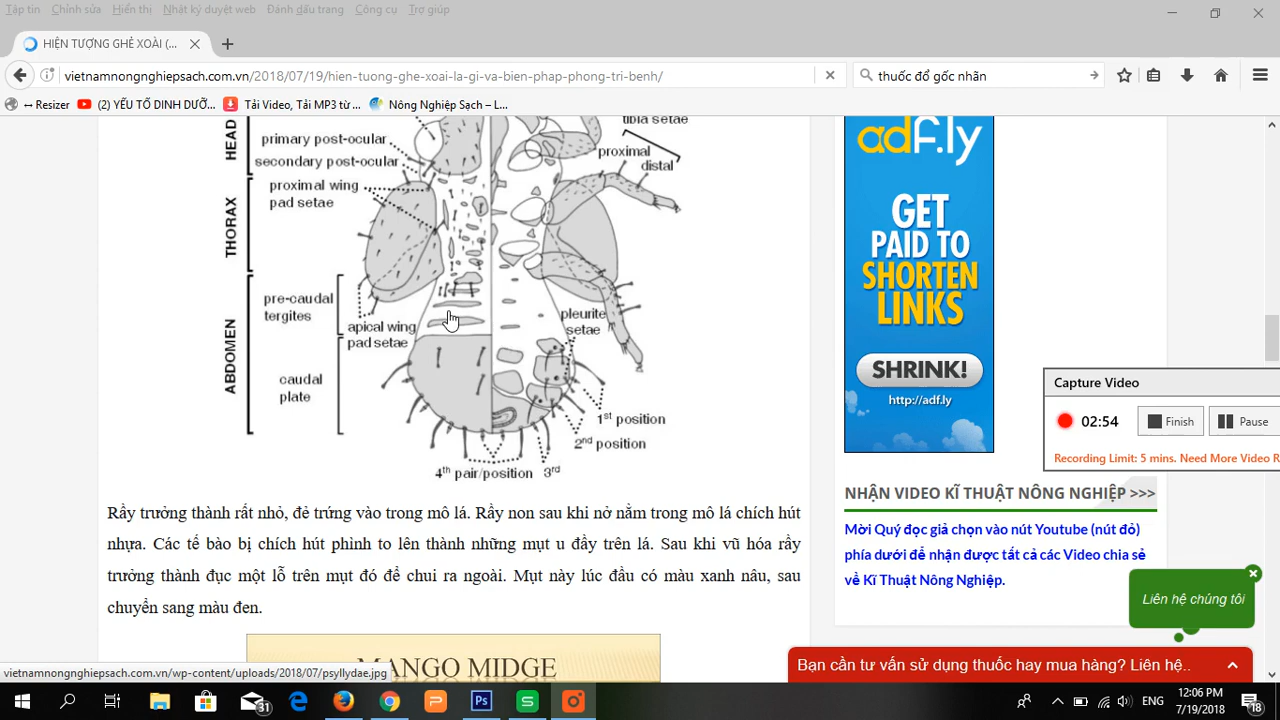 Tập tin Chỉnh sửa Hiển thị Nhật ký duyệt web Đánh dấu trang Công cụ Trợ giúp
HIỆN TƯỢNG GHẺ XOÀI (...
vietnamnongnghiepsach.com.vn/2018/07/19/hien-tuong-ghe-xoai-la-gi-va-bien-phap-phong-tri-benh/
thuốc đổ gốc nhãn
↔ Resizer
(2) YẾU TỐ DINH DƯỠ...
Tải Video, Tải MP3 từ ...
Nông Nghiệp Sạch – L...
HEAD
primary post-ocular
secondary post-ocular
tibia setae
proximal
distal
THORAX
proximal wing
pad setae
ABDOMEN
pre-caudal
tergites
apical wing
pad setae
pleurite
setae
caudal
plate
1st position
2nd position
4th pair/position 3rd
Rầy trưởng thành rất nhỏ, đẻ trứng vào trong mô lá. Rầy non sau khi nở nằm trong mô lá chích hút
nhựa. Các tế bào bị chích hút phình to lên thành những mụt u đầy trên lá. Sau khi vũ hóa rầy
trưởng thành đục một lỗ trên mụt đó để chui ra ngoài. Mụt này lúc đầu có màu xanh nâu, sau
chuyển sang màu đen.
MANGO MIDGE
vietnamnongnghiepsach.com.vn/wp-content/uploads/2018/07/psyllydae.jpg
adf.ly
GET
PAID TO
SHORTEN
LINKS
SHRINK!
http://adf.ly
Capture Video
02:54
Finish
Pause
Recording Limit: 5 mins. Need More Video R
NHẬN VIDEO KĨ THUẬT NÔNG NGHIỆP >>>
Mời Quý đọc giả chọn vào nút Youtube (nút đỏ)
phía dưới để nhận được tất cả các Video chia sẻ
về Kĩ Thuật Nông Nghiệp.
Liên hệ chúng tôi
Bạn cần tư vấn sử dụng thuốc hay mua hàng? Liên hệ..
31
ENG
12:06 PM
7/19/2018
18